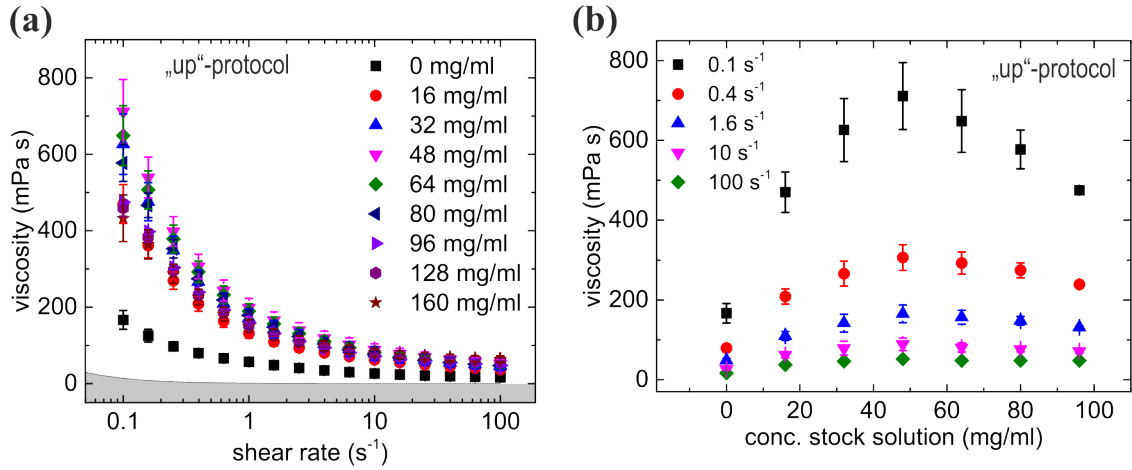 (a)
„up“-protocol
0 mg/ml
16 mg/ml
32 mg/ml
48 mg/ml
64 mg/ml
80 mg/ml
96 mg/ml
128 mg/ml
160 mg/ml
800
600
400
200
0
viscosity (mPa s)
0.1
1
10
100
shear rate (s⁻¹)
(b)
„up“-protocol
0.1 s⁻¹
0.4 s⁻¹
1.6 s⁻¹
10 s⁻¹
100 s⁻¹
800
600
400
200
0
viscosity (mPa s)
0
20
40
60
80
100
conc. stock solution (mg/ml)